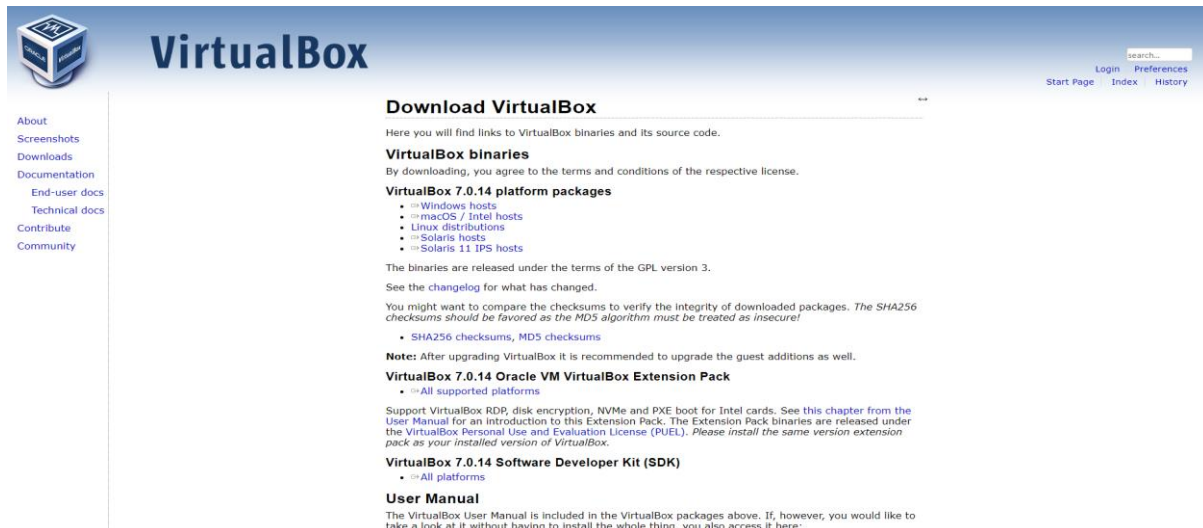 VirtualBox
search...
Login Preferences
Start Page Index History
About
Screenshots
Downloads
Documentation
End-user docs
Technical docs
Contribute
Community
Download VirtualBox
Here you will find links to VirtualBox binaries and its source code.
VirtualBox binaries
By downloading, you agree to the terms and conditions of the respective license.
VirtualBox 7.0.14 platform packages
Windows hosts
macOS / Intel hosts
Linux distributions
Solaris hosts
Solaris 11 IPS hosts
The binaries are released under the terms of the GPL version 3.
See the changelog for what has changed.
You might want to compare the checksums to verify the integrity of downloaded packages. The SHA256
checksums should be favored as the MD5 algorithm must be treated as insecure!
SHA256 checksums, MD5 checksums
Note: After upgrading VirtualBox it is recommended to upgrade the guest additions as well.
VirtualBox 7.0.14 Oracle VM VirtualBox Extension Pack
All supported platforms
Support VirtualBox RDP, disk encryption, NVMe and PXE boot for Intel cards. See this chapter from the
User Manual for an introduction to this Extension Pack. The Extension Pack binaries are released under
the VirtualBox Personal Use and Evaluation License (PUEL). Please install the same version extension
pack as your installed version of VirtualBox.
VirtualBox 7.0.14 Software Developer Kit (SDK)
All platforms
User Manual
The VirtualBox User Manual is included in the VirtualBox packages above. If, however, you would like to
take a look at it without having to install the whole thing, you also access it here: